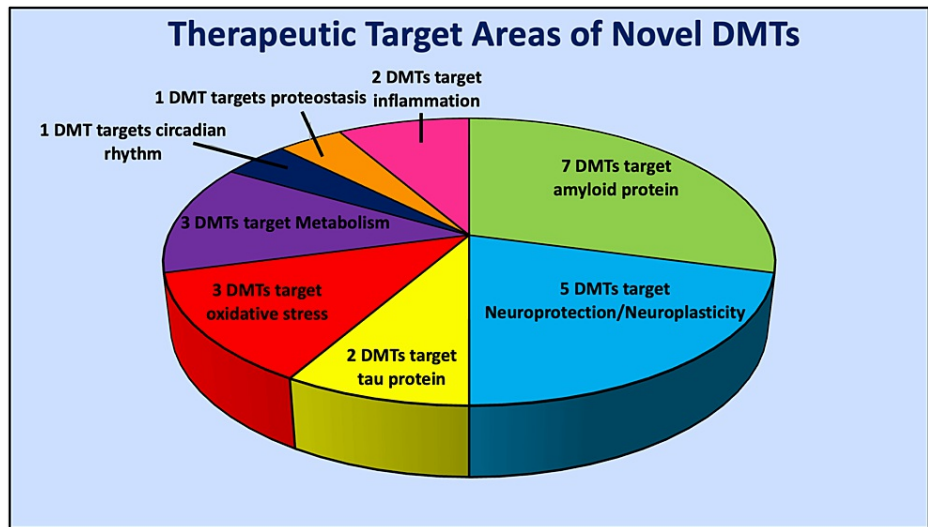 Therapeutic Target Areas of Novel DMTs
2 DMTs target
inflammation
1 DMT targets proteostasis
1 DMT targets circadian
rhythm
7 DMTs target
amyloid protein
3 DMTs target Metabolism
5 DMTs target
Neuroprotection/Neuroplasticity
3 DMTs target
oxidative stress
2 DMTs target
tau protein